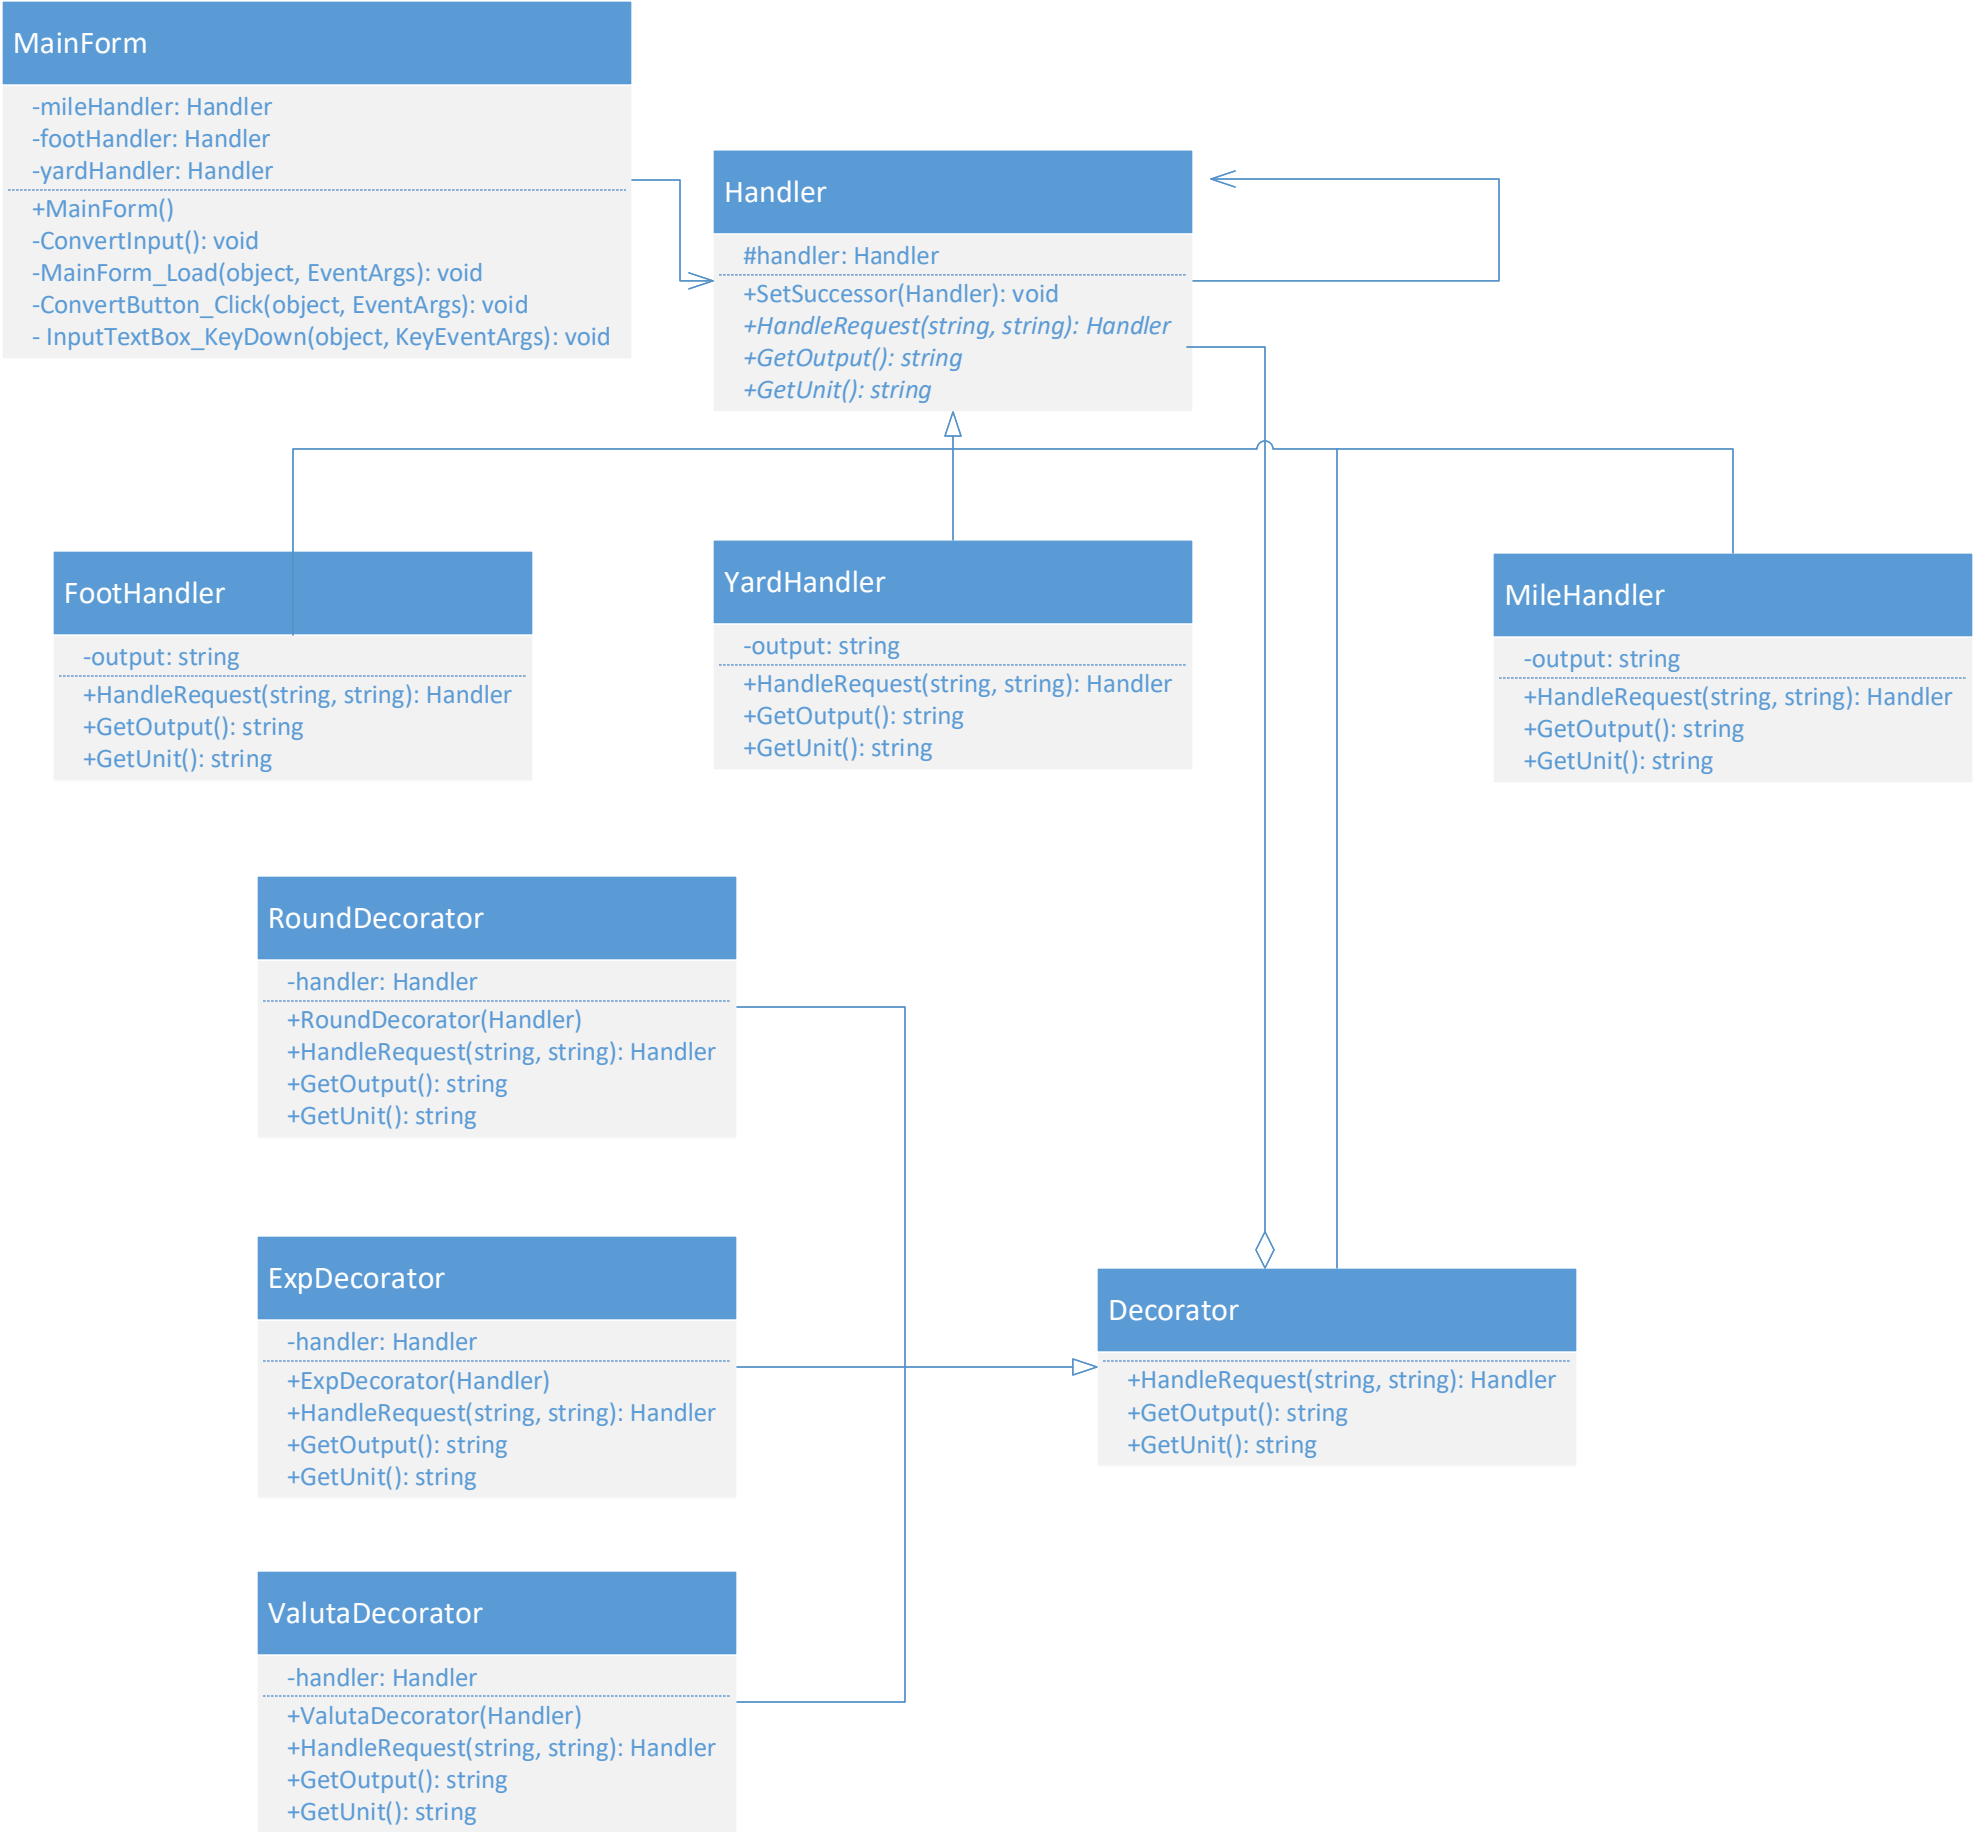 MainForm
-mileHandler: Handler
-footHandler: Handler
-yardHandler: Handler
+MainForm()
-ConvertInput(): void
-MainForm_Load(object, EventArgs): void
-ConvertButton_Click(object, EventArgs): void
- InputTextBox_KeyDown(object, KeyEventArgs): void
Handler
#handler: Handler
+SetSuccessor(Handler): void
+HandleRequest(string, string): Handler
+GetOutput(): string
+GetUnit(): string
FootHandler
-output: string
+HandleRequest(string, string): Handler
+GetOutput(): string
+GetUnit(): string
YardHandler
-output: string
+HandleRequest(string, string): Handler
+GetOutput(): string
+GetUnit(): string
MileHandler
-output: string
+HandleRequest(string, string): Handler
+GetOutput(): string
+GetUnit(): string
RoundDecorator
-handler: Handler
+RoundDecorator(Handler)
+HandleRequest(string, string): Handler
+GetOutput(): string
+GetUnit(): string
ExpDecorator
-handler: Handler
+ExpDecorator(Handler)
+HandleRequest(string, string): Handler
+GetOutput(): string
+GetUnit(): string
Decorator
+HandleRequest(string, string): Handler
+GetOutput(): string
+GetUnit(): string
ValutaDecorator
-handler: Handler
+ValutaDecorator(Handler)
+HandleRequest(string, string): Handler
+GetOutput(): string
+GetUnit(): string